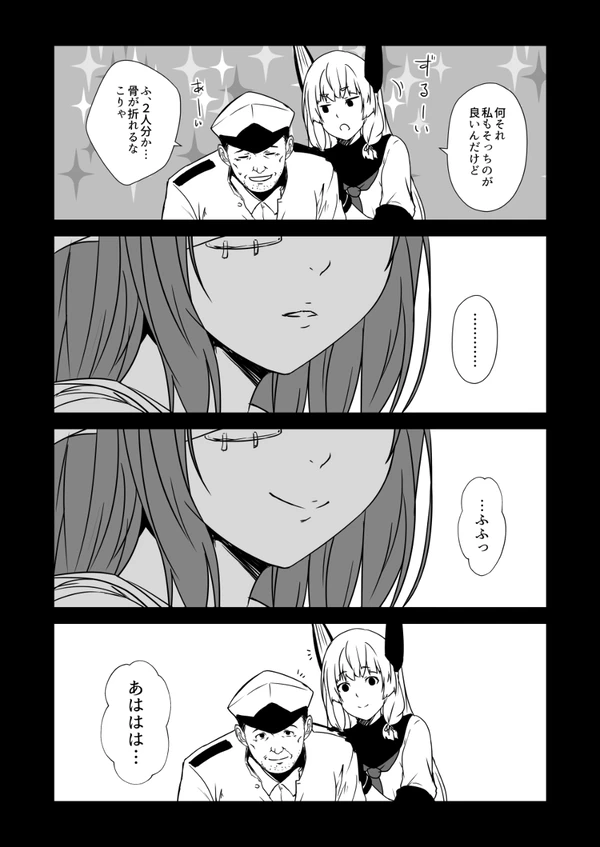 何それ
私もそっちのが
良いんだけど
ずるーい
あーぃ
ふ、2人分か…
骨が折れるな
こりゃ
…………
…ふふっ
あははは…